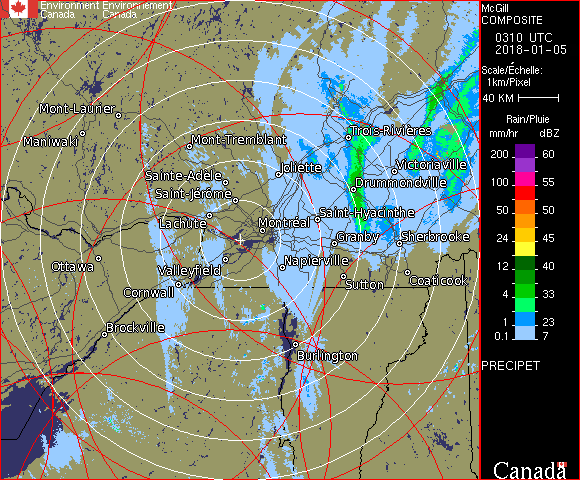 Environment Environnement
Canada Canada
McGill
COMPOSITE
0310 UTC
2018-01-05
Scale/Échelle:
1km/Pixel
40 KM
Rain/Pluie
mm/hr dBZ
200 60
100 55
50 50
24 45
12 40
4 33
1 23
0.1 7
PRECIPET
Canada
Mont-Laurier
Maniwaki
Mont-Tremblant
Trois-Rivières
Joliette
Victoriaville
Sainte-Adèle
Drummondville
Saint-Jérôme
Saint-Hyacinthe
Lachute
Montréal
Granby
Sherbrooke
Ottawa
Valleyfield
Napierville
Cornwall
Sutton
Coaticook
Brockville
Burlington